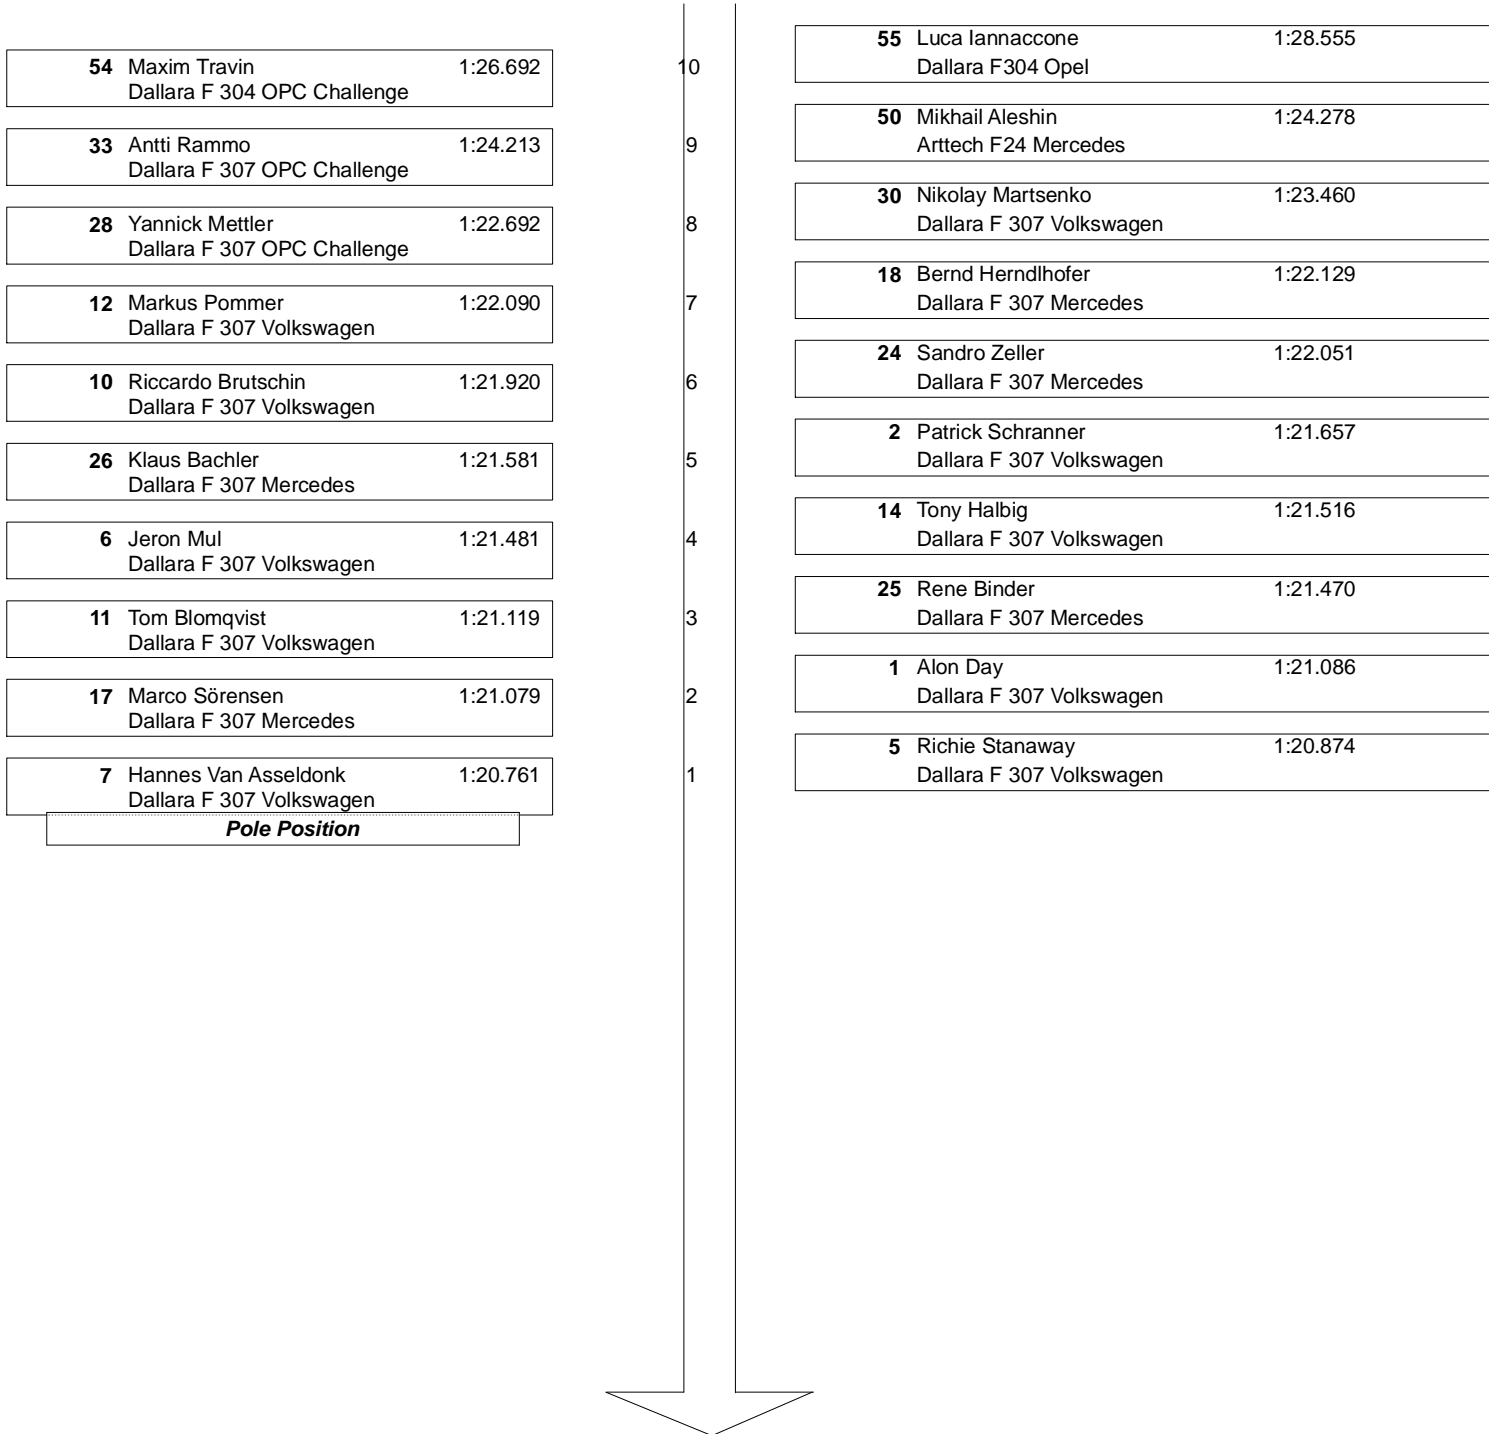 55 Luca Iannaccone 1:28.555
Dallara F304 Opel
54 Maxim Travin 1:26.692 10
Dallara F 304 OPC Challenge
50 Mikhail Aleshin 1:24.278
Arttech F24 Mercedes
33 Antti Rammo 1:24.213 9
Dallara F 307 OPC Challenge
30 Nikolay Martsenko 1:23.460
Dallara F 307 Volkswagen
28 Yannick Mettler 1:22.692 8
Dallara F 307 OPC Challenge
18 Bernd Herndlhofer 1:22.129
Dallara F 307 Mercedes
12 Markus Pommer 1:22.090 7
Dallara F 307 Volkswagen
24 Sandro Zeller 1:22.051
Dallara F 307 Mercedes
10 Riccardo Brutschin 1:21.920 6
Dallara F 307 Volkswagen
2 Patrick Schranner 1:21.657
Dallara F 307 Volkswagen
26 Klaus Bachler 1:21.581 5
Dallara F 307 Mercedes
14 Tony Halbig 1:21.516
Dallara F 307 Volkswagen
6 Jeron Mul 1:21.481 4
Dallara F 307 Volkswagen
25 Rene Binder 1:21.470
Dallara F 307 Mercedes
11 Tom Blomqvist 1:21.119 3
Dallara F 307 Volkswagen
1 Alon Day 1:21.086
Dallara F 307 Volkswagen
17 Marco Sörensen 1:21.079 2
Dallara F 307 Mercedes
5 Richie Stanaway 1:20.874
Dallara F 307 Volkswagen
7 Hannes Van Asseldonk 1:20.761 1
Dallara F 307 Volkswagen
Pole Position